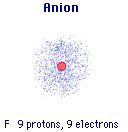 Anion
F 9 protons, 9 electrons